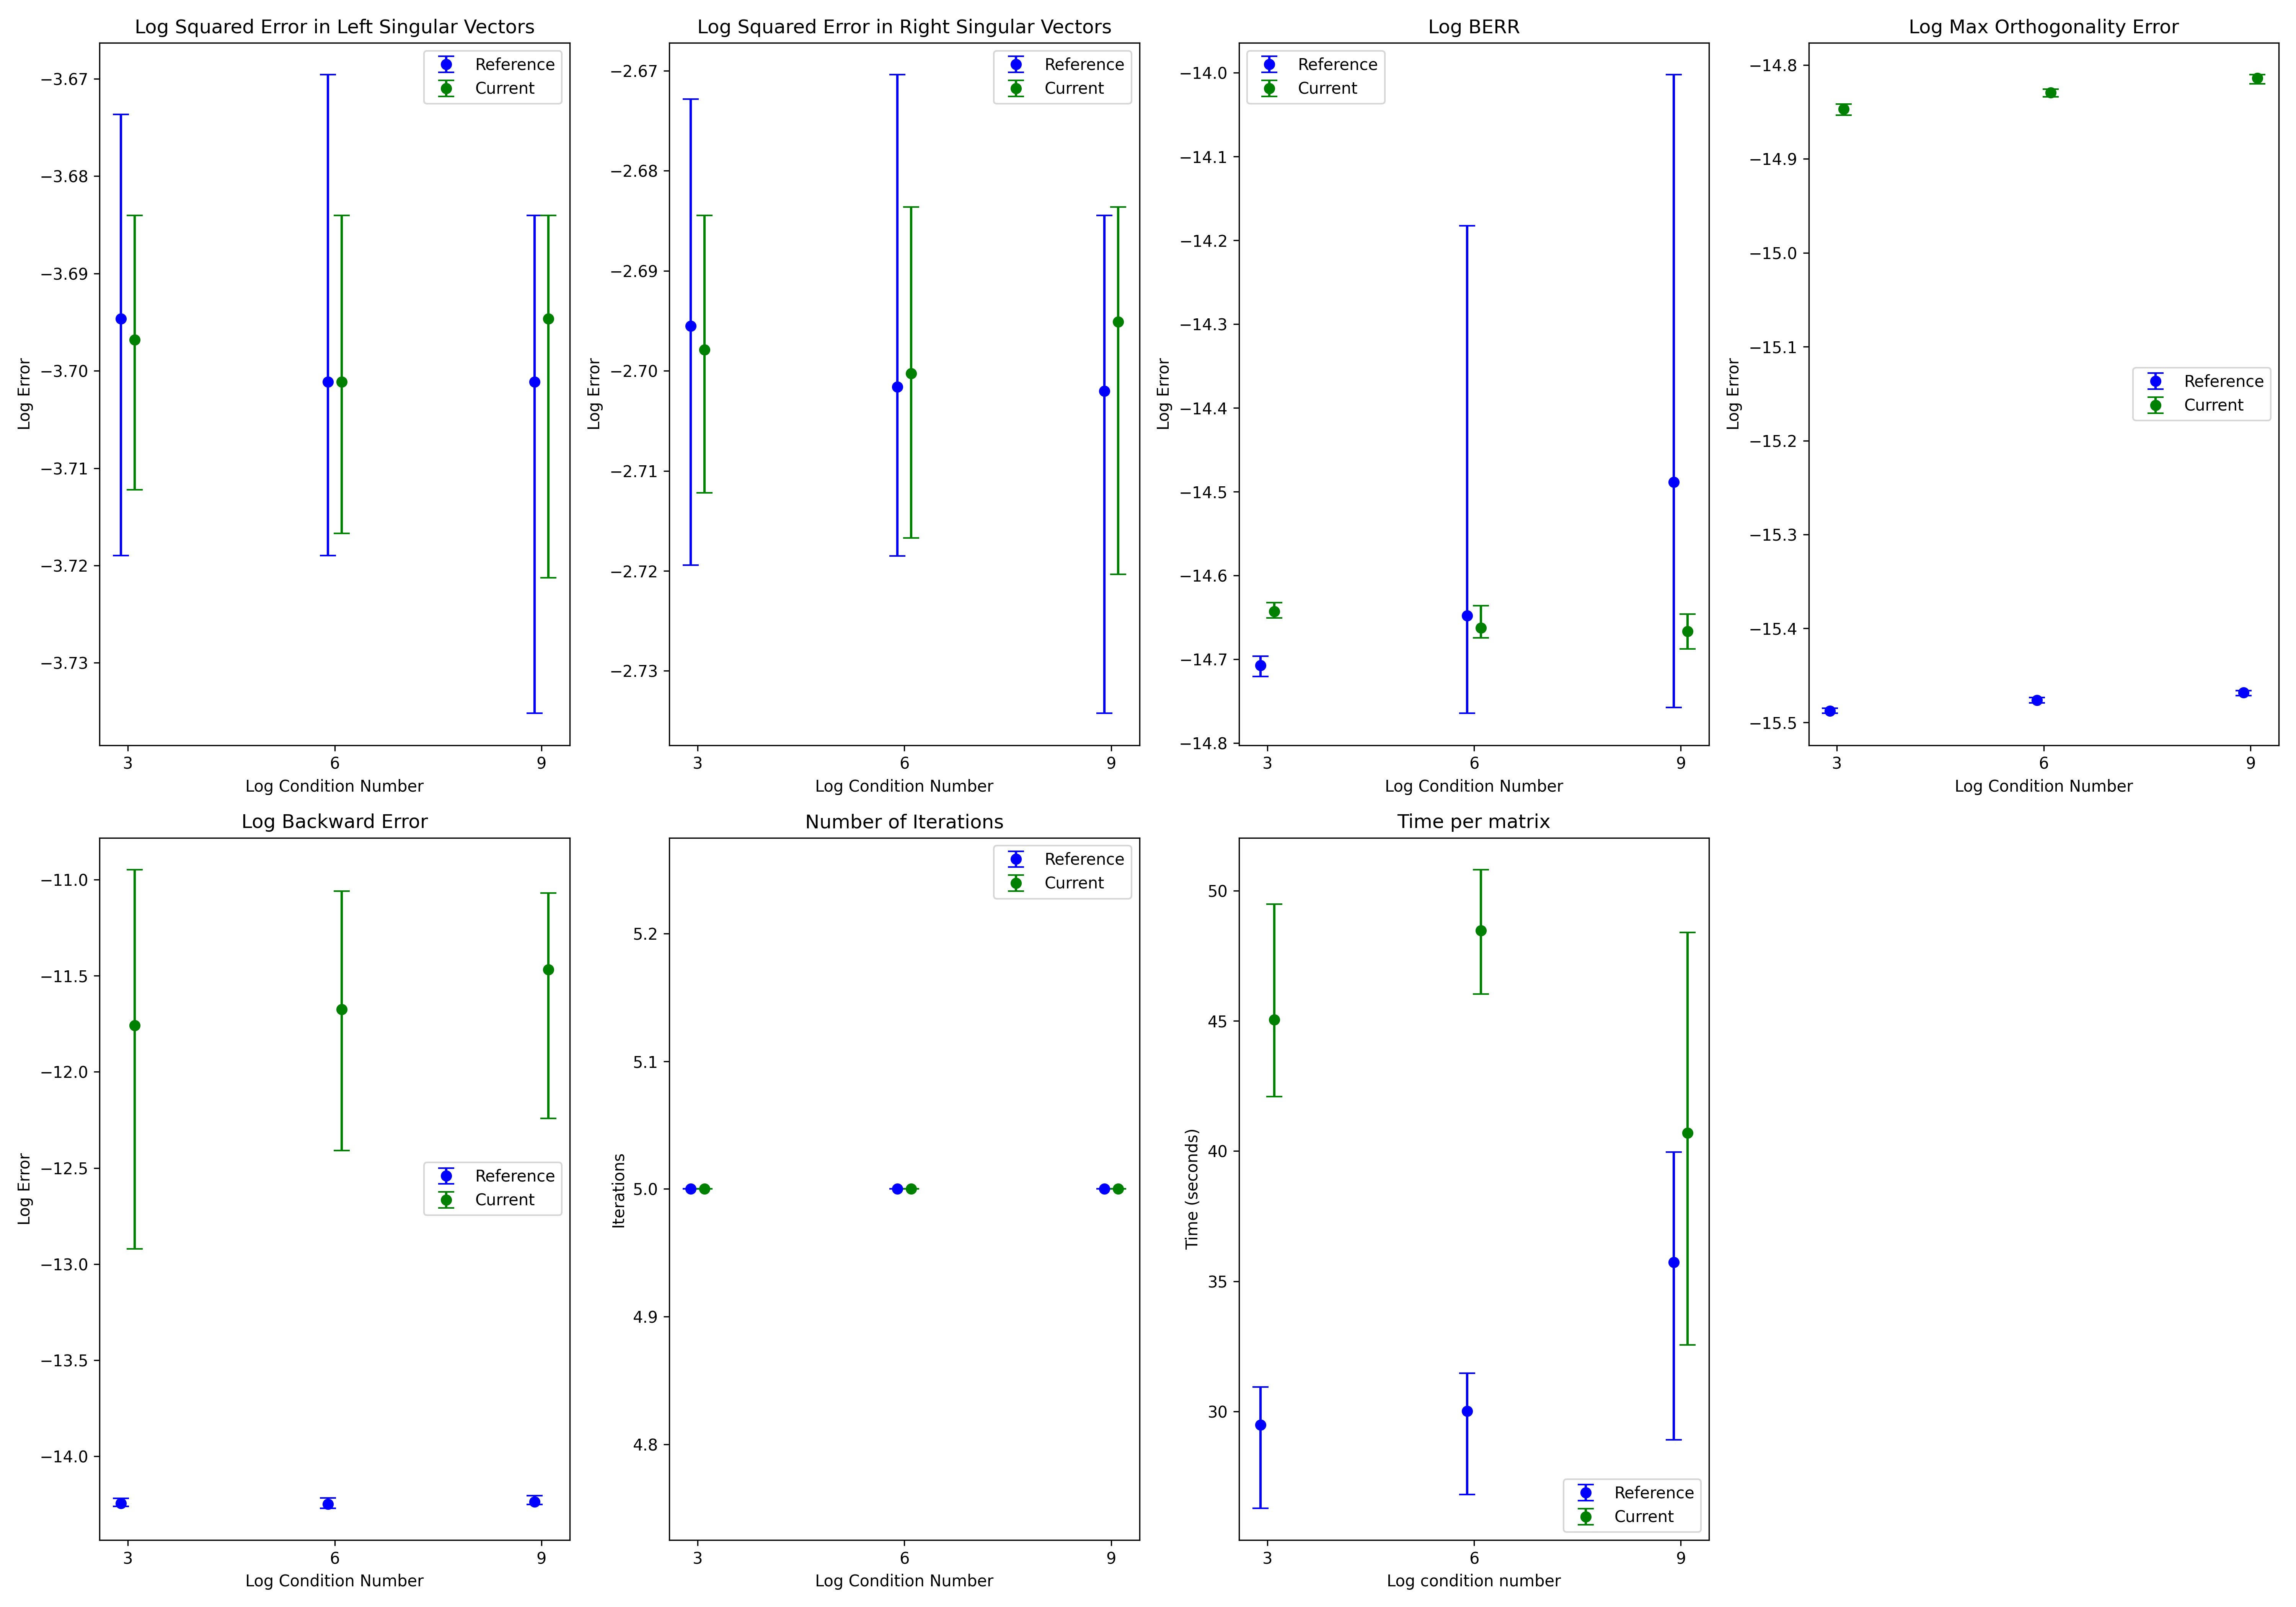 Log Squared Error in Left Singular Vectors
Log Error
−3.67
−3.68
−3.69
−3.70
−3.71
−3.72
−3.73
Reference
Current
3 6 9
Log Condition Number
Log Squared Error in Right Singular Vectors
Log Error
−2.67
−2.68
−2.69
−2.70
−2.71
−2.72
−2.73
Reference
Current
3 6 9
Log Condition Number
Log BERR
Log Error
−14.0
−14.1
−14.2
−14.3
−14.4
−14.5
−14.6
−14.7
−14.8
Reference
Current
3 6 9
Log Condition Number
Log Max Orthogonality Error
Log Error
−14.8
−14.9
−15.0
−15.1
−15.2
−15.3
−15.4
−15.5
Reference
Current
3 6 9
Log Condition Number
Log Backward Error
Log Error
−11.0
−11.5
−12.0
−12.5
−13.0
−13.5
−14.0
Reference
Current
3 6 9
Log Condition Number
Number of Iterations
Iterations
5.2
5.1
5.0
4.9
4.8
Reference
Current
3 6 9
Log Condition Number
Time per matrix
Time (seconds)
50
45
40
35
30
Reference
Current
3 6 9
Log condition number